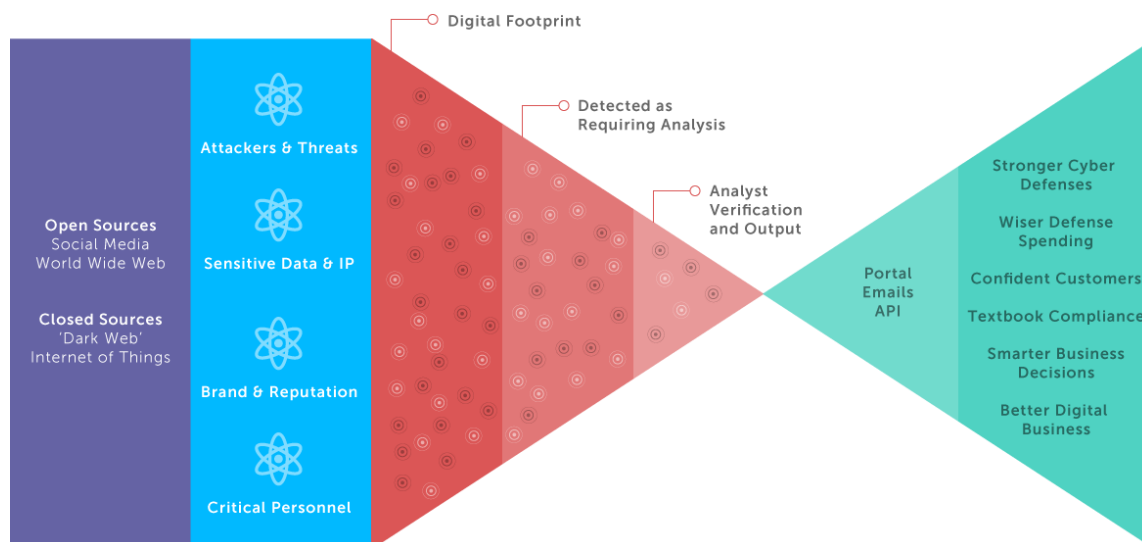 Digital Footprint
Detected as
Requiring Analysis
Analyst
Verification
and Output
Open Sources
Social Media
World Wide Web
Closed Sources
'Dark Web'
Internet of Things
Attackers & Threats
Sensitive Data & IP
Brand & Reputation
Critical Personnel
Portal
Emails
API
Stronger Cyber
Defenses
Wiser Defense
Spending
Confident Customers
Textbook Compliance
Smarter Business
Decisions
Better Digital
Business